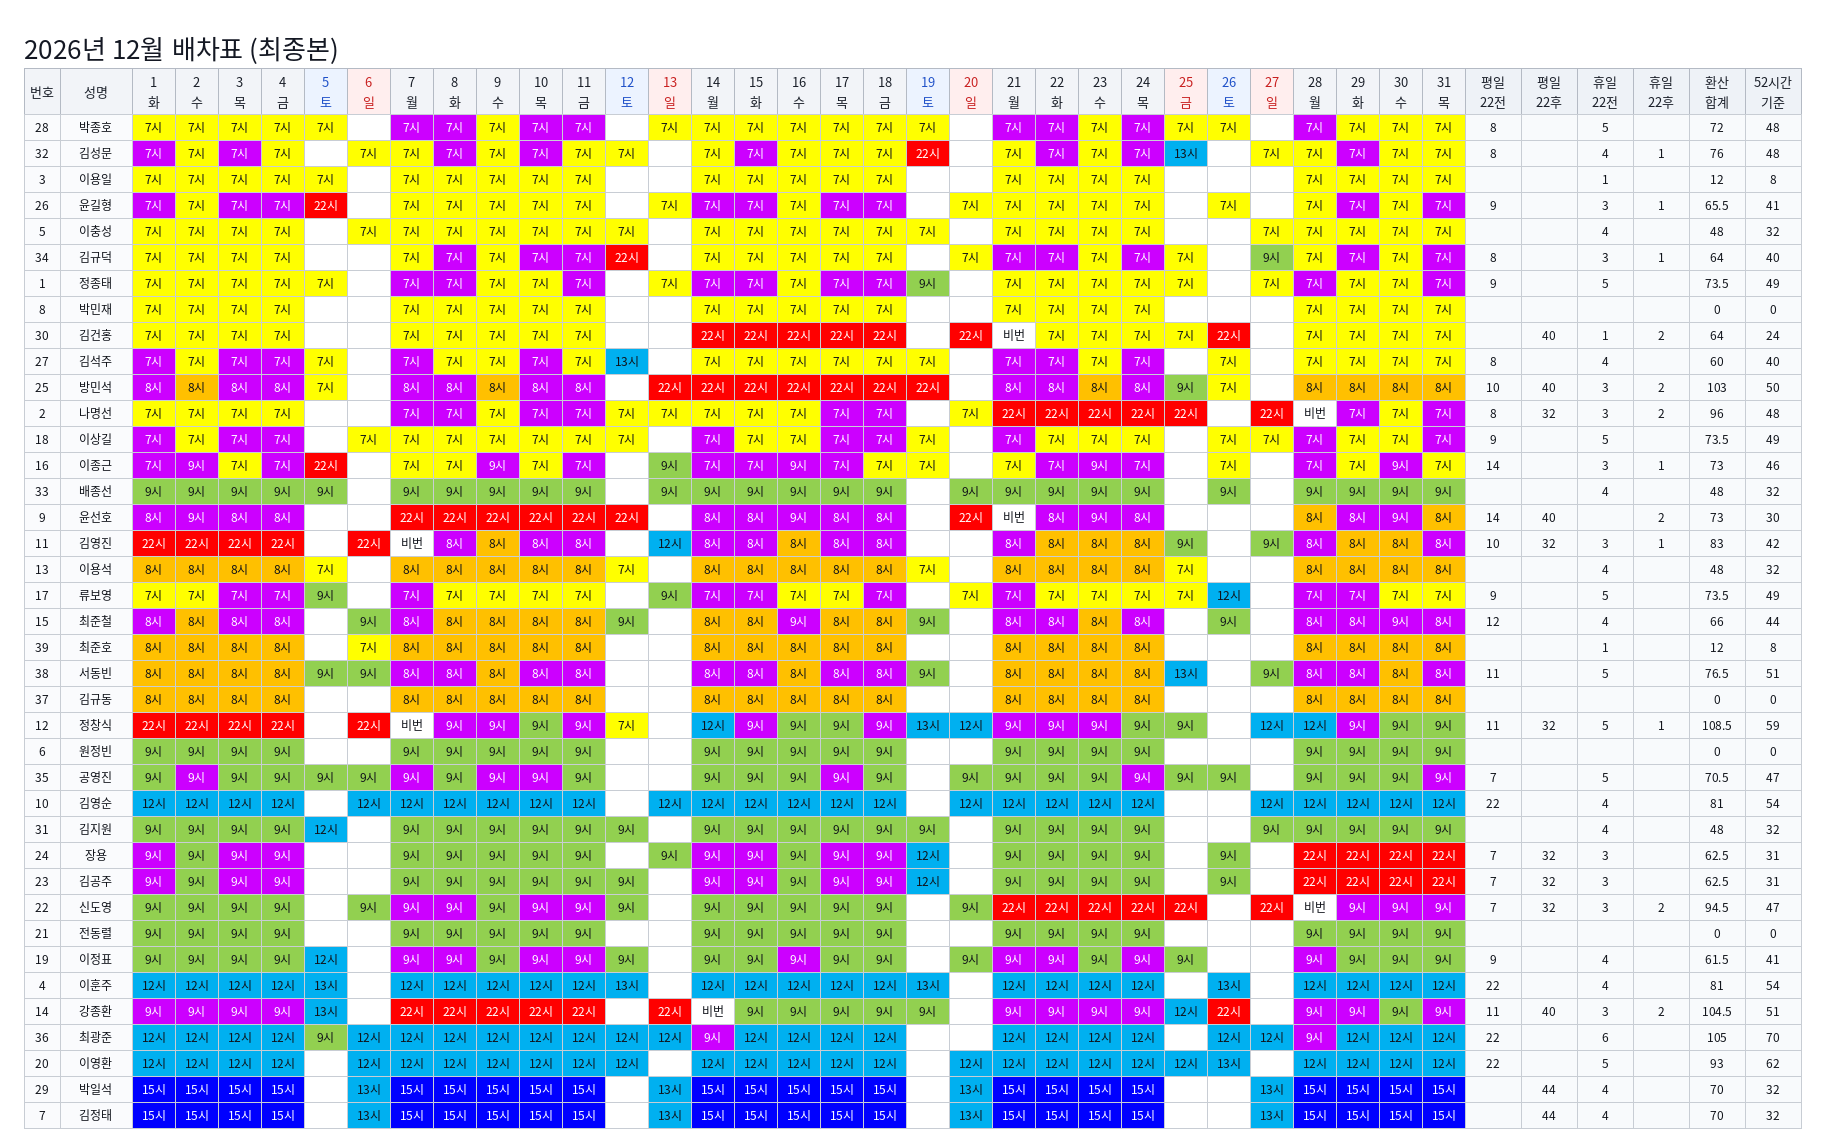 2026년 12월 배차표 (최종본)
번호 성명 1 2 3 4 5 6 7 8 9 10 11 12 13 14 15 16 17 18 19 20 21 22 23 24 25 26 27 28 29 30 31 평일 평일 휴일 휴일 환산 52시간
화 수 목 금 토 일 월 화 수 목 금 토 일 월 화 수 목 금 토 일 월 화 수 목 금 토 일 월 화 수 목 22전 22후 22전 22후 합계 기준
28 박종호 7시 7시 7시 7시 7시 7시 7시 7시 7시 7시 7시 7시 7시 7시 7시 7시 7시 7시 7시 7시 7시 7시 7시 7시 7시 7시 7시 8 5 72 48
32 김성문 7시 7시 7시 7시 7시 7시 7시 7시 7시 7시 7시 7시 7시 7시 7시 7시 22시 7시 7시 7시 7시 13시 7시 7시 7시 7시 7시 8 4 1 76 48
3 이용일 7시 7시 7시 7시 7시 7시 7시 7시 7시 7시 7시 7시 7시 7시 7시 7시 7시 7시 7시 7시 7시 7시 7시 1 12 8
26 윤길형 7시 7시 7시 7시 22시 7시 7시 7시 7시 7시 7시 7시 7시 7시 7시 7시 7시 7시 7시 7시 7시 7시 7시 7시 7시 7시 9 3 1 65.5 41
5 이충성 7시 7시 7시 7시 7시 7시 7시 7시 7시 7시 7시 7시 7시 7시 7시 7시 7시 7시 7시 7시 7시 7시 7시 7시 7시 7시 4 48 32
34 김규덕 7시 7시 7시 7시 7시 7시 7시 7시 7시 22시 7시 7시 7시 7시 7시 7시 7시 7시 7시 7시 7시 9시 7시 7시 7시 7시 8 3 1 64 40
1 정종태 7시 7시 7시 7시 7시 7시 7시 7시 7시 7시 7시 7시 7시 7시 7시 7시 9시 7시 7시 7시 7시 7시 7시 7시 7시 7시 7시 9 5 73.5 49
8 박민재 7시 7시 7시 7시 7시 7시 7시 7시 7시 7시 7시 7시 7시 7시 7시 7시 7시 7시 7시 7시 7시 7시 0 0
30 김건홍 7시 7시 7시 7시 7시 7시 7시 7시 7시 22시 22시 22시 22시 22시 22시 비번 7시 7시 7시 7시 22시 7시 7시 7시 7시 40 1 2 64 24
27 김석주 7시 7시 7시 7시 7시 7시 7시 7시 7시 7시 13시 7시 7시 7시 7시 7시 7시 7시 7시 7시 7시 7시 7시 7시 7시 7시 8 4 60 40
25 방민석 8시 8시 8시 8시 7시 8시 8시 8시 8시 8시 22시 22시 22시 22시 22시 22시 22시 8시 8시 8시 8시 9시 7시 8시 8시 8시 8시 10 40 3 2 103 50
2 나명선 7시 7시 7시 7시 7시 7시 7시 7시 7시 7시 7시 7시 7시 7시 7시 7시 7시 22시 22시 22시 22시 22시 22시 비번 7시 7시 7시 8 32 3 2 96 48
18 이상길 7시 7시 7시 7시 7시 7시 7시 7시 7시 7시 7시 7시 7시 7시 7시 7시 7시 7시 7시 7시 7시 7시 7시 7시 7시 7시 7시 9 5 73.5 49
16 이종근 7시 9시 7시 7시 22시 7시 7시 9시 7시 7시 9시 7시 7시 9시 7시 7시 7시 7시 7시 9시 7시 7시 7시 7시 9시 7시 14 3 1 73 46
33 배종선 9시 9시 9시 9시 9시 9시 9시 9시 9시 9시 9시 9시 9시 9시 9시 9시 9시 9시 9시 9시 9시 9시 9시 9시 9시 9시 4 48 32
9 윤선호 8시 9시 8시 8시 22시 22시 22시 22시 22시 22시 8시 8시 9시 8시 8시 22시 비번 8시 9시 8시 8시 8시 9시 8시 14 40 2 73 30
11 김영진 22시 22시 22시 22시 22시 비번 8시 8시 8시 8시 12시 8시 8시 8시 8시 8시 8시 8시 8시 8시 9시 9시 8시 8시 8시 8시 10 32 3 1 83 42
13 이용석 8시 8시 8시 8시 7시 8시 8시 8시 8시 8시 7시 8시 8시 8시 8시 8시 7시 8시 8시 8시 8시 7시 8시 8시 8시 8시 4 48 32
17 류보영 7시 7시 7시 7시 9시 7시 7시 7시 7시 7시 9시 7시 7시 7시 7시 7시 7시 7시 7시 7시 7시 7시 12시 7시 7시 7시 7시 9 5 73.5 49
15 최준철 8시 8시 8시 8시 9시 8시 8시 8시 8시 8시 9시 8시 8시 9시 8시 8시 9시 8시 8시 8시 8시 9시 8시 8시 9시 8시 12 4 66 44
39 최준호 8시 8시 8시 8시 7시 8시 8시 8시 8시 8시 8시 8시 8시 8시 8시 8시 8시 8시 8시 8시 8시 8시 8시 1 12 8
38 서동빈 8시 8시 8시 8시 9시 9시 8시 8시 8시 8시 8시 8시 8시 8시 8시 8시 9시 8시 8시 8시 8시 13시 9시 8시 8시 8시 8시 11 5 76.5 51
37 김규동 8시 8시 8시 8시 8시 8시 8시 8시 8시 8시 8시 8시 8시 8시 8시 8시 8시 8시 8시 8시 8시 8시 0 0
12 정창식 22시 22시 22시 22시 22시 비번 9시 9시 9시 9시 7시 12시 9시 9시 9시 9시 13시 12시 9시 9시 9시 9시 9시 12시 12시 9시 9시 9시 11 32 5 1 108.5 59
6 원정빈 9시 9시 9시 9시 9시 9시 9시 9시 9시 9시 9시 9시 9시 9시 9시 9시 9시 9시 9시 9시 9시 9시 0 0
35 공영진 9시 9시 9시 9시 9시 9시 9시 9시 9시 9시 9시 9시 9시 9시 9시 9시 9시 9시 9시 9시 9시 9시 9시 9시 9시 9시 9시 7 5 70.5 47
10 김영순 12시 12시 12시 12시 12시 12시 12시 12시 12시 12시 12시 12시 12시 12시 12시 12시 12시 12시 12시 12시 12시 12시 12시 12시 12시 12시 22 4 81 54
31 김지원 9시 9시 9시 9시 12시 9시 9시 9시 9시 9시 9시 9시 9시 9시 9시 9시 9시 9시 9시 9시 9시 9시 9시 9시 9시 9시 4 48 32
24 장용 9시 9시 9시 9시 9시 9시 9시 9시 9시 9시 9시 9시 9시 9시 9시 12시 9시 9시 9시 9시 9시 22시 22시 22시 22시 7 32 3 62.5 31
23 김공주 9시 9시 9시 9시 9시 9시 9시 9시 9시 9시 9시 9시 9시 9시 9시 12시 9시 9시 9시 9시 9시 22시 22시 22시 22시 7 32 3 62.5 31
22 신도영 9시 9시 9시 9시 9시 9시 9시 9시 9시 9시 9시 9시 9시 9시 9시 9시 9시 22시 22시 22시 22시 22시 22시 비번 9시 9시 9시 7 32 3 2 94.5 47
21 전동렬 9시 9시 9시 9시 9시 9시 9시 9시 9시 9시 9시 9시 9시 9시 9시 9시 9시 9시 9시 9시 9시 9시 0 0
19 이정표 9시 9시 9시 9시 12시 9시 9시 9시 9시 9시 9시 9시 9시 9시 9시 9시 9시 9시 9시 9시 9시 9시 9시 9시 9시 9시 9 4 61.5 41
4 이훈주 12시 12시 12시 12시 13시 12시 12시 12시 12시 12시 13시 12시 12시 12시 12시 12시 13시 12시 12시 12시 12시 13시 12시 12시 12시 12시 22 4 81 54
14 강종환 9시 9시 9시 9시 13시 22시 22시 22시 22시 22시 22시 비번 9시 9시 9시 9시 9시 9시 9시 9시 9시 12시 22시 9시 9시 9시 9시 11 40 3 2 104.5 51
36 최광준 12시 12시 12시 12시 9시 12시 12시 12시 12시 12시 12시 12시 12시 9시 12시 12시 12시 12시 12시 12시 12시 12시 12시 12시 9시 12시 12시 12시 22 6 105 70
20 이영환 12시 12시 12시 12시 12시 12시 12시 12시 12시 12시 12시 12시 12시 12시 12시 12시 12시 12시 12시 12시 12시 12시 13시 12시 12시 12시 12시 22 5 93 62
29 박일석 15시 15시 15시 15시 13시 15시 15시 15시 15시 15시 13시 15시 15시 15시 15시 15시 13시 15시 15시 15시 15시 13시 15시 15시 15시 15시 44 4 70 32
7 김정태 15시 15시 15시 15시 13시 15시 15시 15시 15시 15시 13시 15시 15시 15시 15시 15시 13시 15시 15시 15시 15시 13시 15시 15시 15시 15시 44 4 70 32